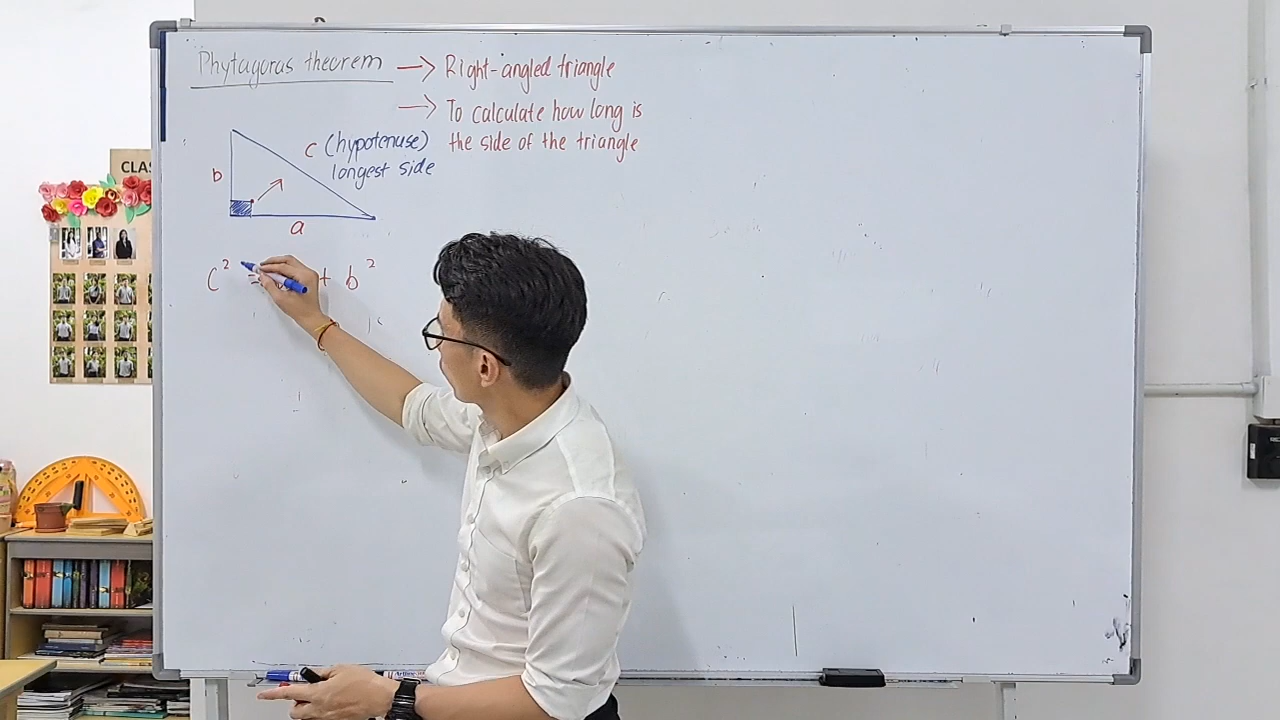 Phytagoras theorem → Right-angled triangle
→ To calculate how long is
the side of the triangle
c (hypotenuse)
longest side
b
a
c² = + b²
CLAS